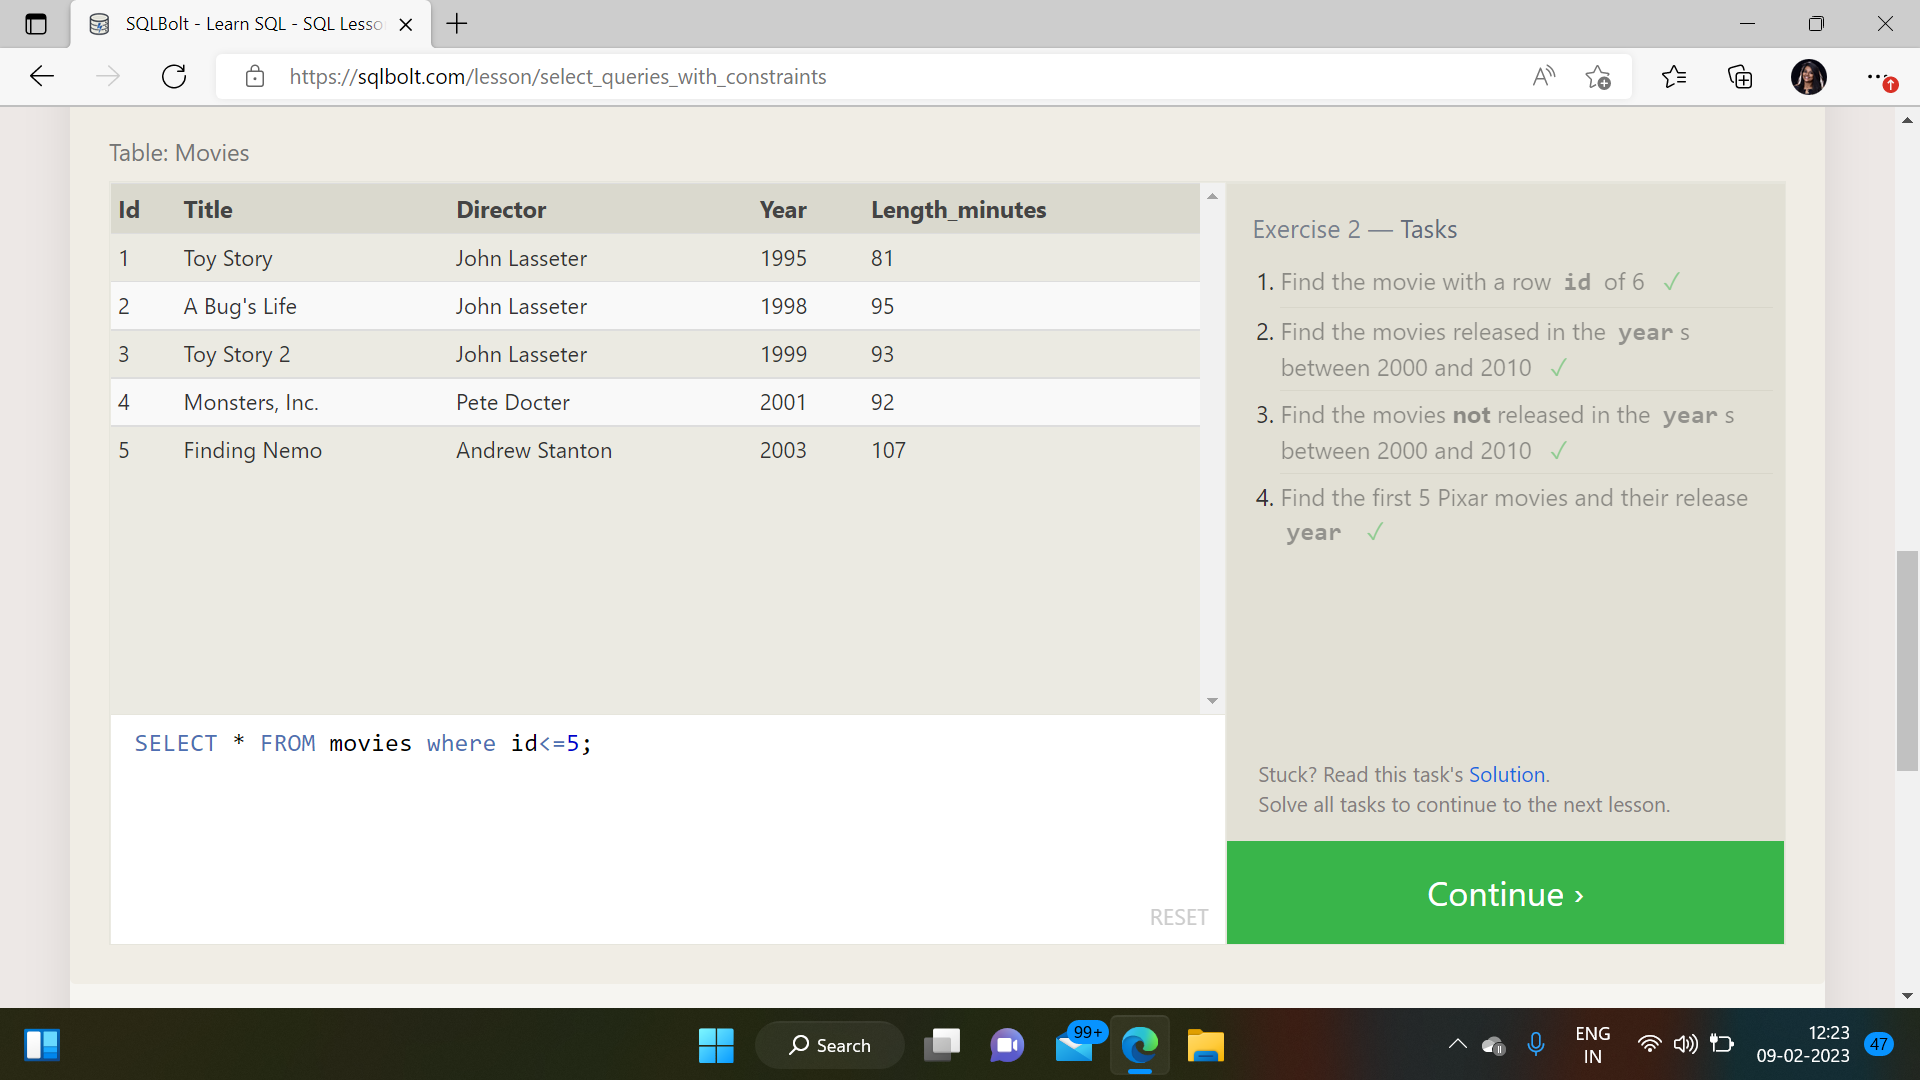 SQLBolt - Learn SQL - SQL Lesso
https://sqlbolt.com/lesson/select_queries_with_constraints
Table: Movies
Id Title Director Year Length_minutes
1 Toy Story John Lasseter 1995 81
2 A Bug's Life John Lasseter 1998 95
3 Toy Story 2 John Lasseter 1999 93
4 Monsters, Inc. Pete Docter 2001 92
5 Finding Nemo Andrew Stanton 2003 107
SELECT * FROM movies where id<=5;
RESET
Exercise 2 — Tasks
1. Find the movie with a row id of 6 ✓
2. Find the movies released in the year s
between 2000 and 2010 ✓
3. Find the movies not released in the year s
between 2000 and 2010 ✓
4. Find the first 5 Pixar movies and their release
year ✓
Stuck? Read this task's Solution.
Solve all tasks to continue to the next lesson.
Continue ›
Search
99+
ENG
IN
12:23
09-02-2023
47